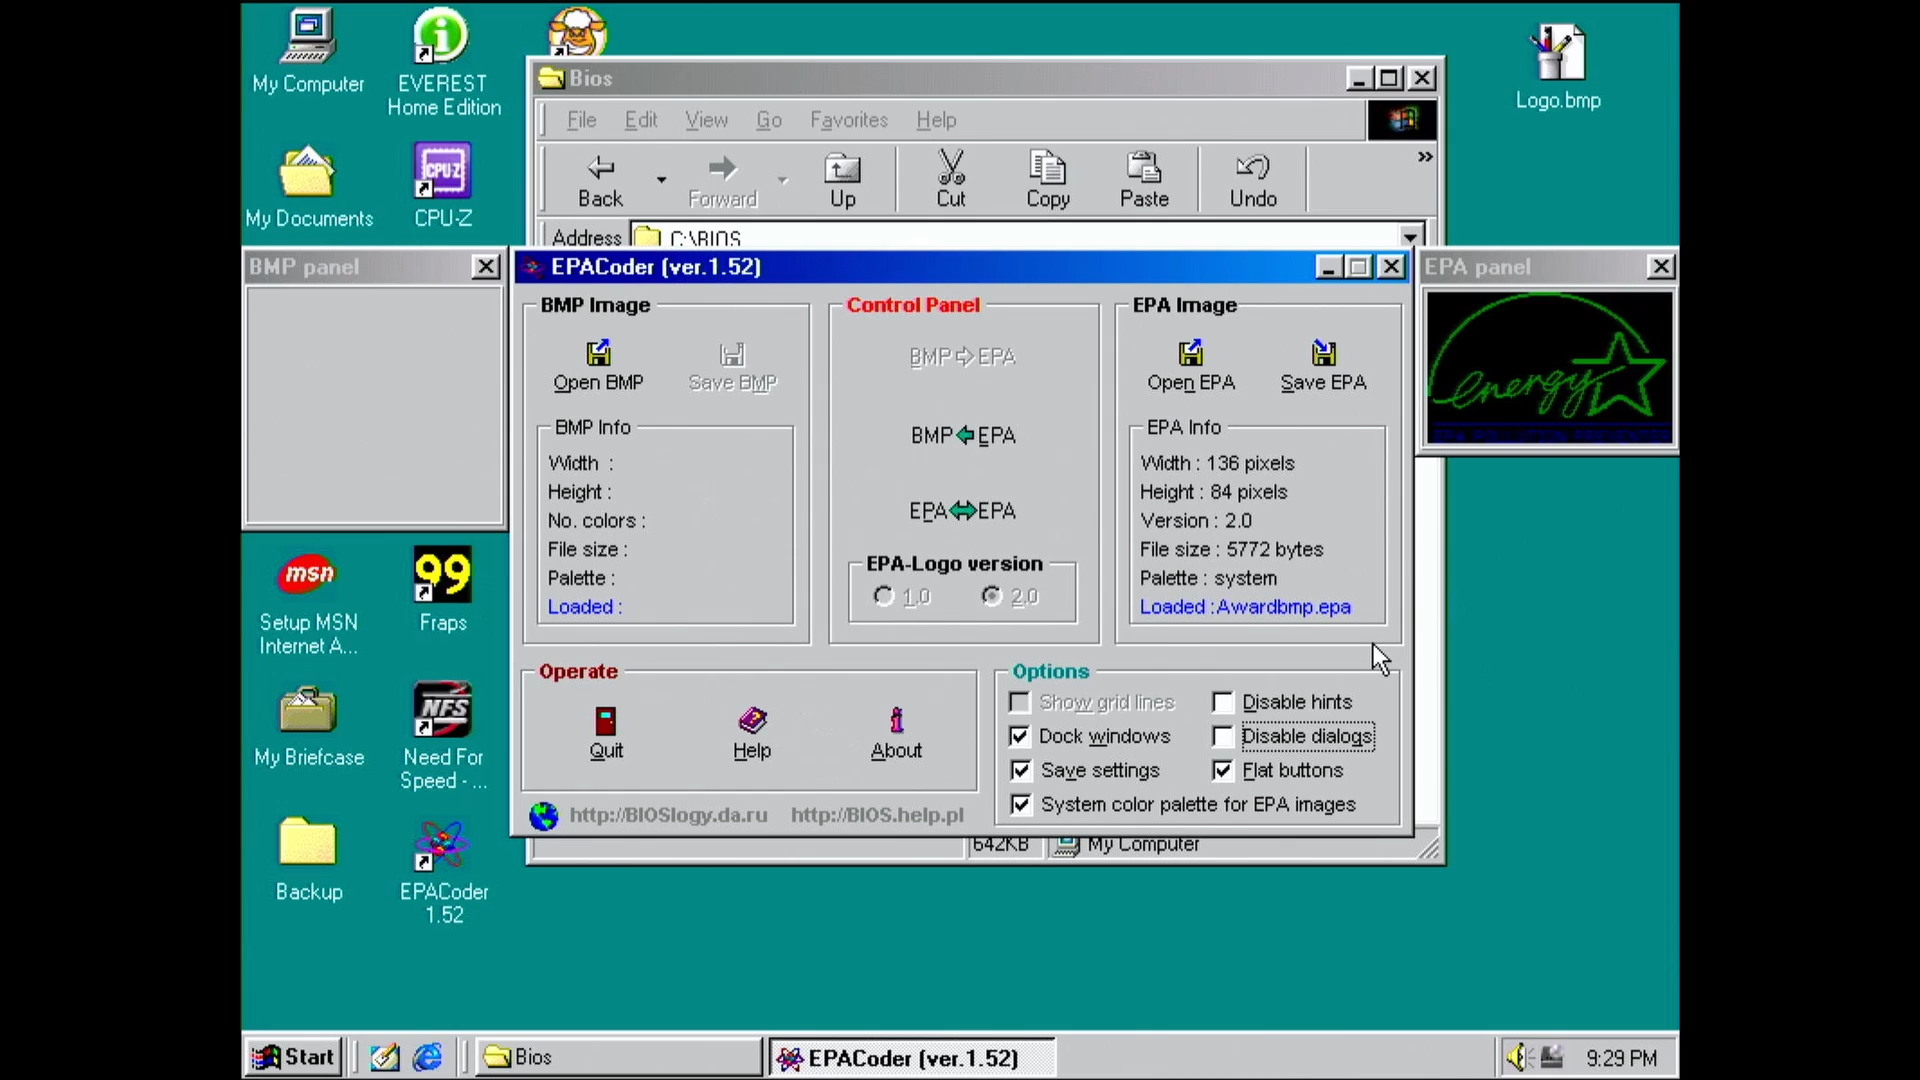 My Computer
EVEREST
Home Edition
Logo.bmp
My Documents
CPU-Z
CPU-Z
Bios
File Edit View Go Favorites Help
Back Forward Up Cut Copy Paste Undo
Address C:\BIOS
BMP panel
EPACoder (ver.1.52)
EPA panel
BMP Image
Open BMP Save BMP
BMP Info
Width :
Height :
No. colors :
File size :
Palette :
Loaded :
Control Panel
BMP EPA
BMP EPA
EPA EPA
EPA-Logo version
1.0 2.0
EPA Image
Open EPA Save EPA
EPA Info
Width : 136 pixels
Height : 84 pixels
Version : 2.0
File size : 5772 bytes
Palette : system
Loaded :Awardbmp.epa
energy
EPA POLLUTION PREVENTER
Operate
Quit Help About
Options
Show grid lines Disable hints
Dock windows Disable dialogs
Save settings Flat buttons
System color palette for EPA images
http://BIOSlogy.da.ru http://BIOS.help.pl
642KB My Computer
msn
Setup MSN
Internet A...
99
Fraps
My Briefcase
NFS
Need For
Speed - ...
Backup
EPACoder
1.52
Start Bios EPACoder (ver.1.52) 9:29 PM